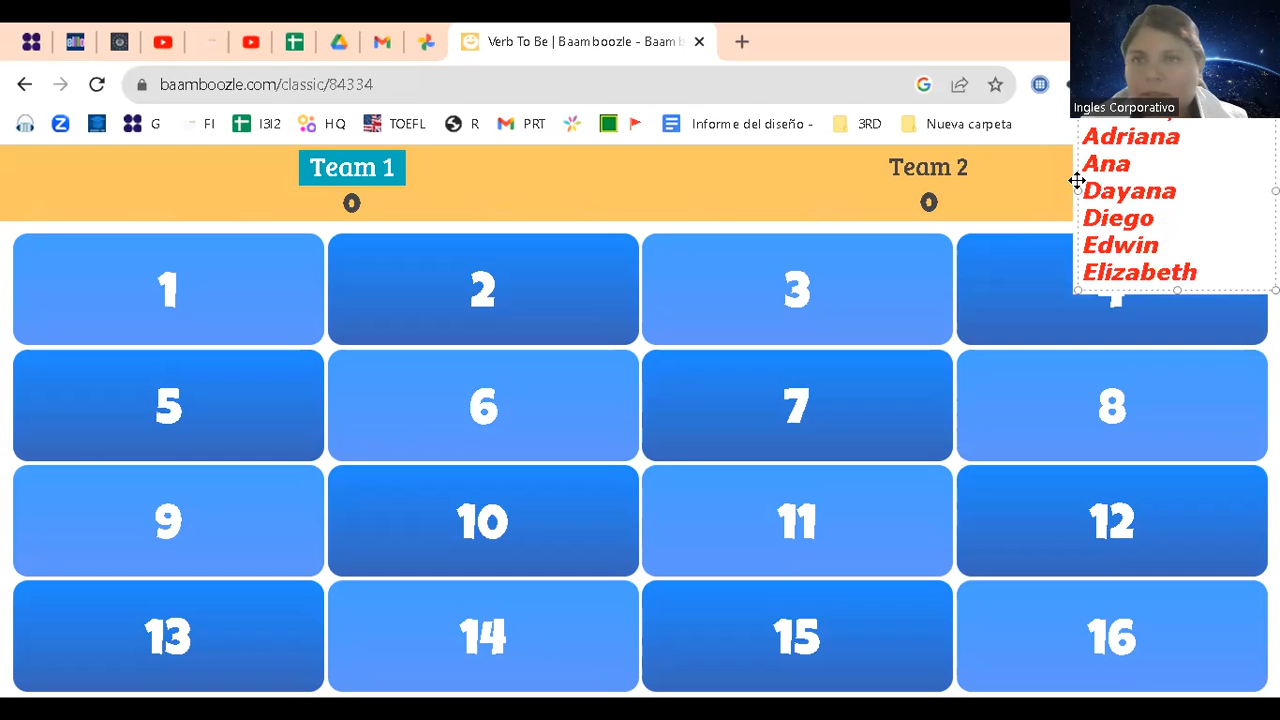 Verb To Be | Baamboozle - Baamb
baamboozle.com/classic/84334
G
FI
I3I2
HQ
TOEFL
R
PRT
Informe del diseño -
3RD
Nueva carpeta
Ingles Corporativo
Team 1
0
Team 2
0
Adriana
Ana
Dayana
Diego
Edwin
Elizabeth
1
2
3
4
5
6
7
8
9
10
11
12
13
14
15
16